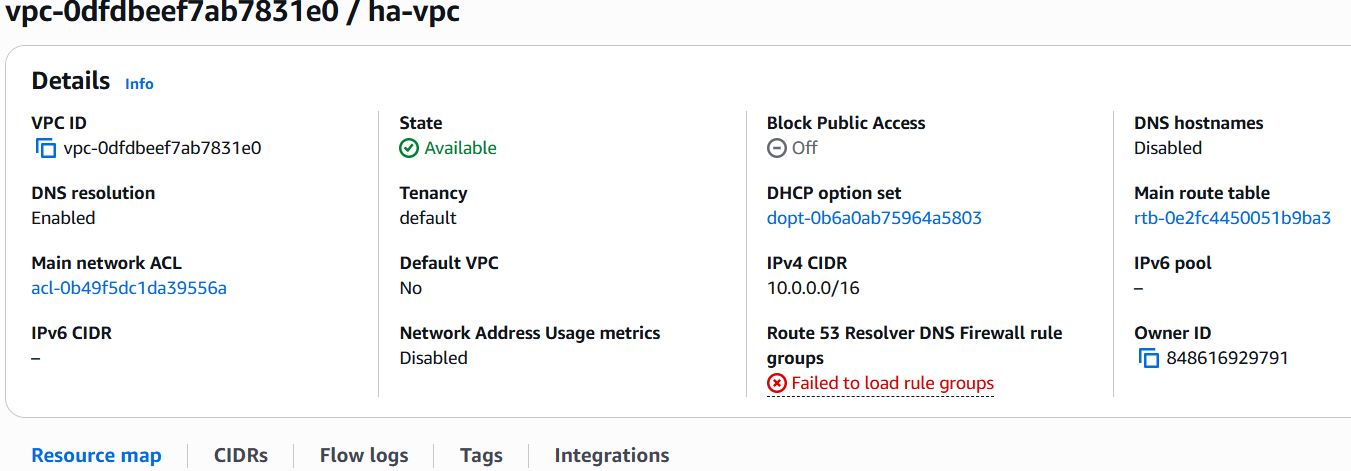 vpc-0dfdbeef7ab7831e0 / ha-vpc
Details Info
VPC ID
vpc-0dfdbeef7ab7831e0
State
Available
Block Public Access
Off
DNS hostnames
Disabled
DNS resolution
Enabled
Tenancy
default
DHCP option set
dopt-0b6a0ab75964a5803
Main route table
rtb-0e2fc4450051b9ba3
Main network ACL
acl-0b49f5dc1da39556a
Default VPC
No
IPv4 CIDR
10.0.0.0/16
IPv6 pool
–
IPv6 CIDR
–
Network Address Usage metrics
Disabled
Route 53 Resolver DNS Firewall rule
groups
Failed to load rule groups
Owner ID
848616929791
Resource map CIDRs Flow logs Tags Integrations